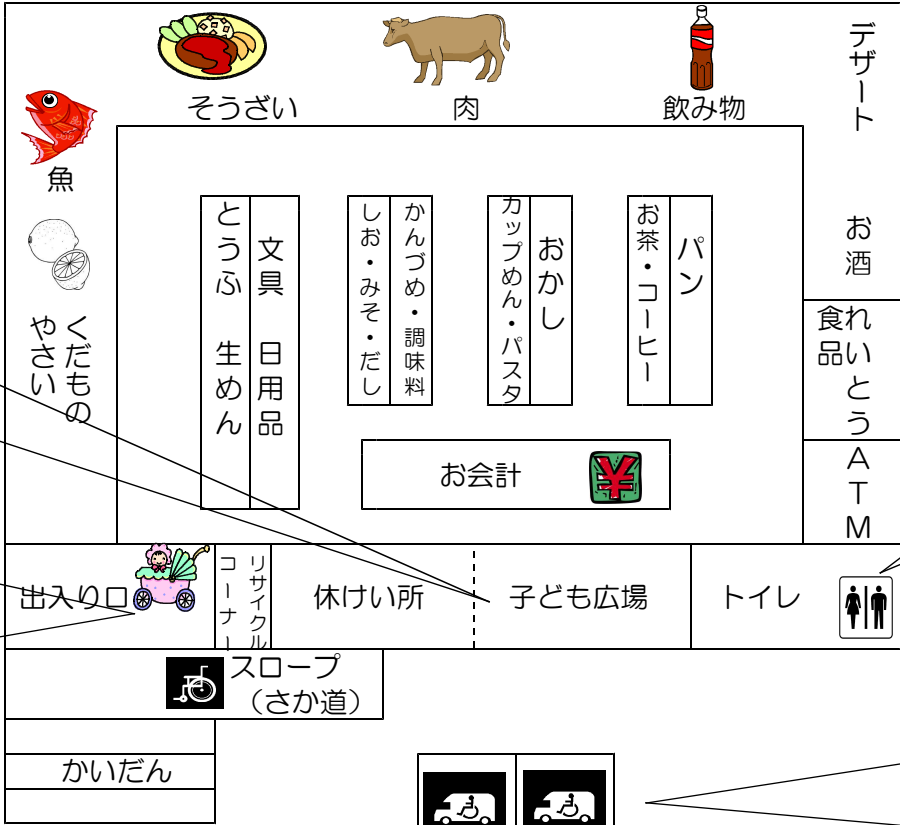 そうざい
肉
飲み物
デザート
魚
お酒
くだもの
やさい
とうふ 生めん
文具 日用品
しお・みそ・だし
かんづめ・調味料
カップめん・パスタ
おかし
お茶・コーヒー
パン
れいとう
食品
お会計
¥
ATM
出入り口
リサイクル
コーナー
休けい所
子ども広場
トイレ
スロープ
(さか道)
かいだん